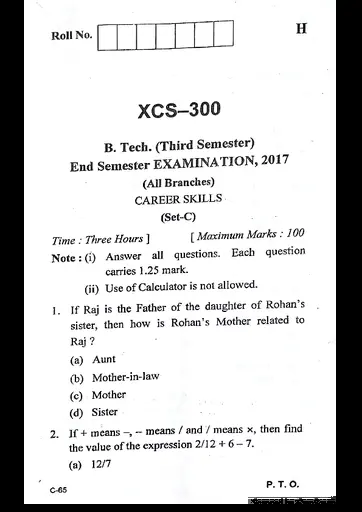 Roll No.
H
XCS–300
B. Tech. (Third Semester)
End Semester EXAMINATION, 2017
(All Branches)
CAREER SKILLS
(Set-C)
Time : Three Hours ] [ Maximum Marks : 100
Note : (i) Answer all questions. Each question
carries 1.25 mark.
(ii) Use of Calculator is not allowed.
1. If Raj is the Father of the daughter of Rohan's
sister, then how is Rohan's Mother related to
Raj ?
(a) Aunt
(b) Mother-in-law
(c) Mother
(d) Sister
2. If + means –, – means / and / means ×, then find
the value of the expression 2/12 + 6 – 7.
(a) 12/7
C-65
P. T. O.